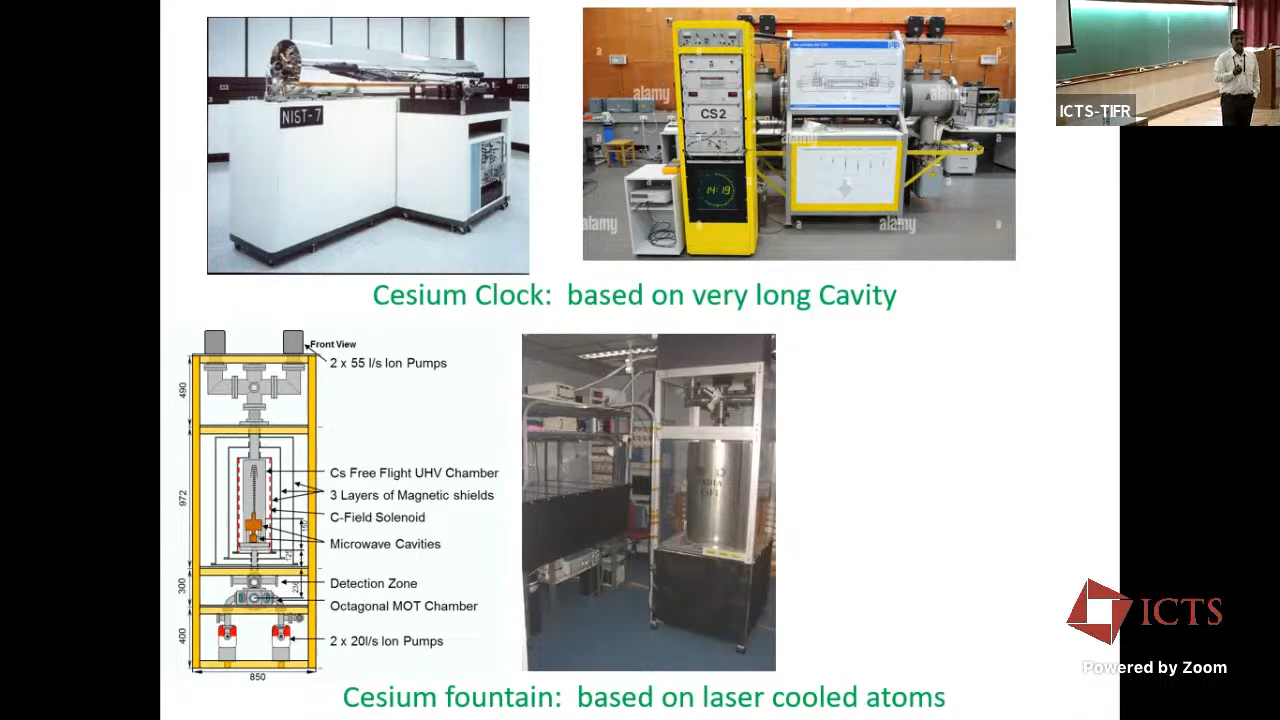 NIST-7
CS2
14:19
alamy
alamy
alamy
alamy
a
a
a
a
ICTS-TIFR
Cesium Clock: based on very long Cavity
Front View
2 x 55 l/s Ion Pumps
490
Cs Free Flight UHV Chamber
3 Layers of Magnetic shields
972
C-Field Solenoid
Microwave Cavities
Detection Zone
300
Octagonal MOT Chamber
400
2 x 20l/s Ion Pumps
850
Cesium fountain: based on laser cooled atoms
ICTS
Powered by Zoom